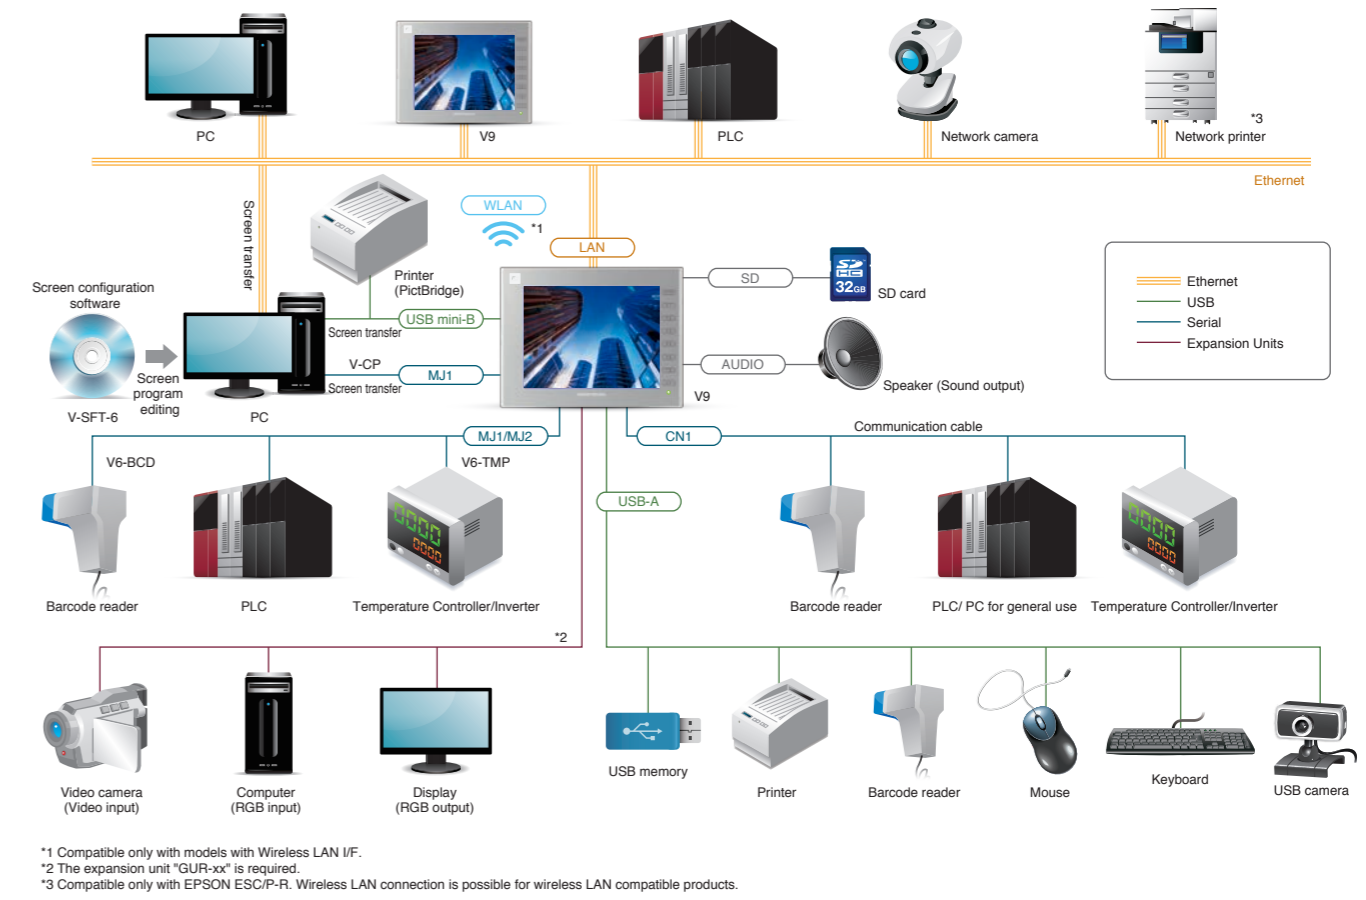 PC
V9
PLC
Network camera
*3
Network printer
Ethernet
Screen transfer
WLAN
*1
LAN
Printer
(PictBridge)
SD
32GB
SD card
Screen configuration
software
USB mini-B
Screen transfer
V-CP
MJ1
Screen transfer
AUDIO
Speaker (Sound output)
Screen
program
editing
V-SFT-6
PC
V9
Ethernet
USB
Serial
Expansion Units
MJ1/MJ2
CN1
Communication cable
V6-BCD
V6-TMP
USB-A
0000
0000
0000
0000
Barcode reader
PLC
Temperature Controller/Inverter
Barcode reader
PLC/ PC for general use
Temperature Controller/Inverter
*2
Video camera
(Video input)
Computer
(RGB input)
Display
(RGB output)
USB memory
Printer
Barcode reader
Mouse
Keyboard
USB camera
*1 Compatible only with models with Wireless LAN I/F.
*2 The expansion unit "GUR-xx" is required.
*3 Compatible only with EPSON ESC/P-R. Wireless LAN connection is possible for wireless LAN compatible products.